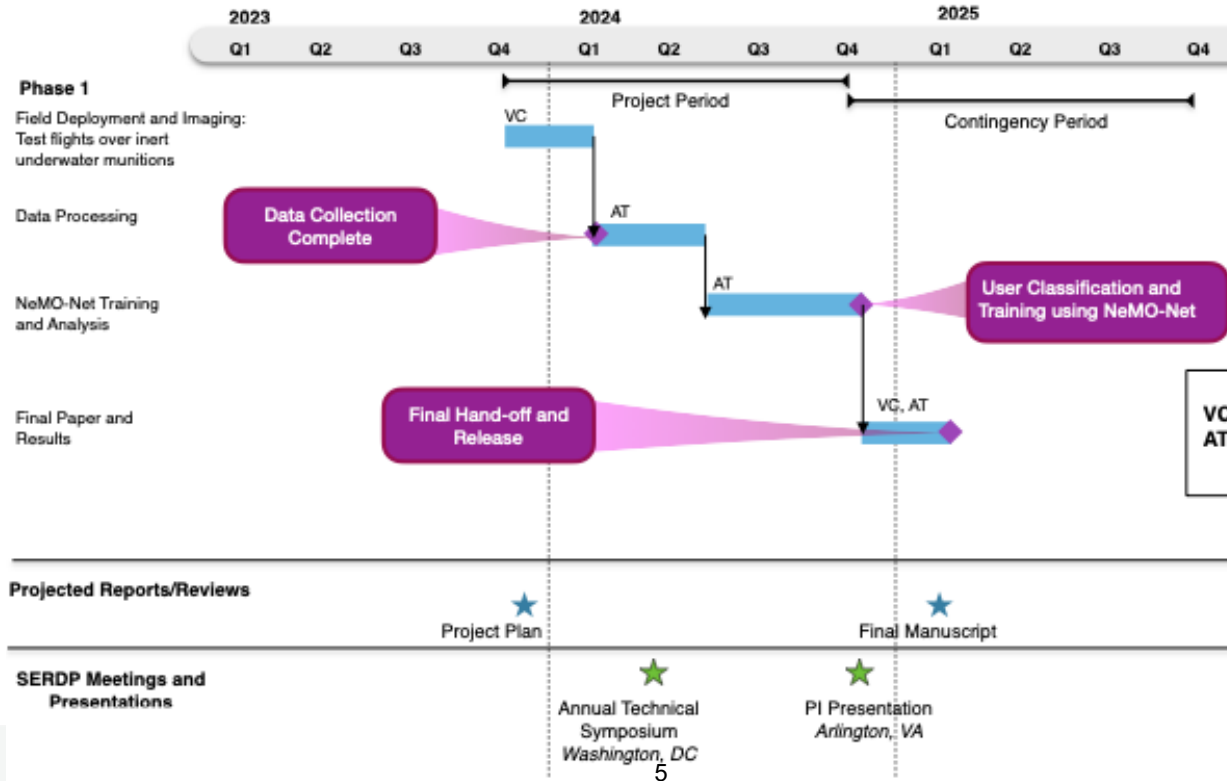 2023 2024 2025
Q1 Q2 Q3 Q4 Q1 Q2 Q3 Q4 Q1 Q2 Q3 Q4
Phase 1
Project Period
Contingency Period
Field Deployment and Imaging:
Test flights over inert
underwater munitions
VC
Data Processing
Data Collection
Complete
AT
NeMO-Net Training
and Analysis
AT
User Classification and
Training using NeMO-Net
Final Paper and
Results
Final Hand-off and
Release
VC, AT
VC
AT
Projected Reports/Reviews
Project Plan
Final Manuscript
SERDP Meetings and
Presentations
Annual Technical
Symposium
Washington, DC
PI Presentation
Arlington, VA
5